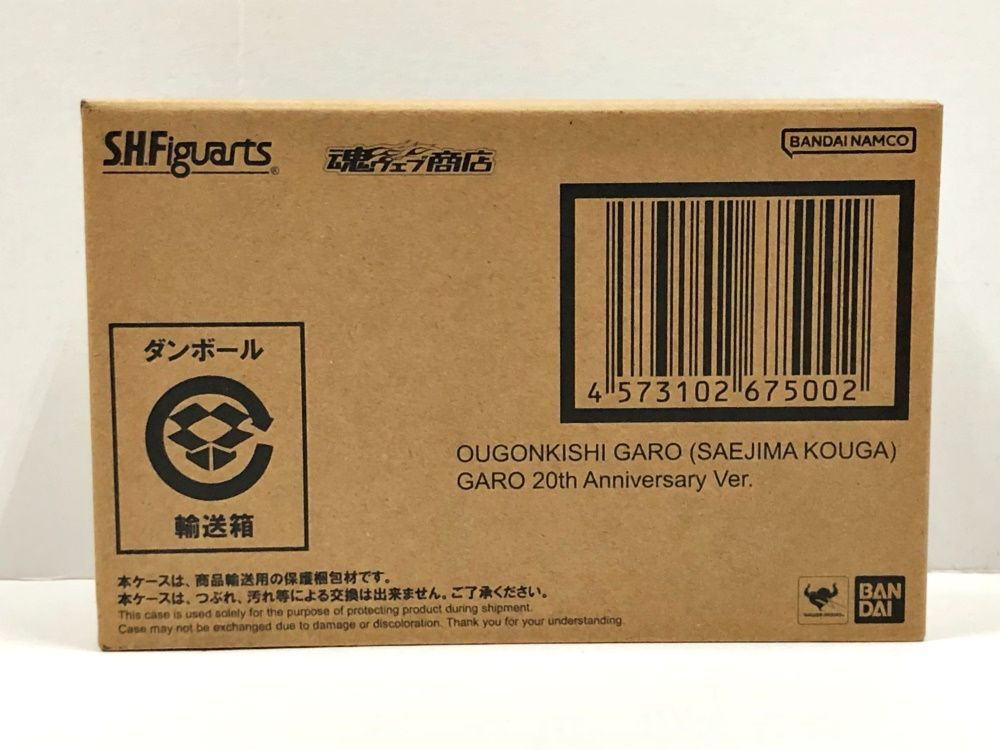 S.H.Figuarts®
魂ウェブ商店
BANDAI NAMCO
4 573102 675002
OUGONKISHI GARO (SAEJIMA KOUGA)
GARO 20th Anniversary Ver.
ダンボール
輸送箱
本ケースは、商品輸送用の保護梱包材です。
本ケースは、つぶれ、汚れ等による交換は出来ません。ご了承ください。
This case is used solely for the purpose of protecting product during shipment.
Case may not be exchanged due to damage or discoloration. Thank you for your understanding.
BAN
DAI